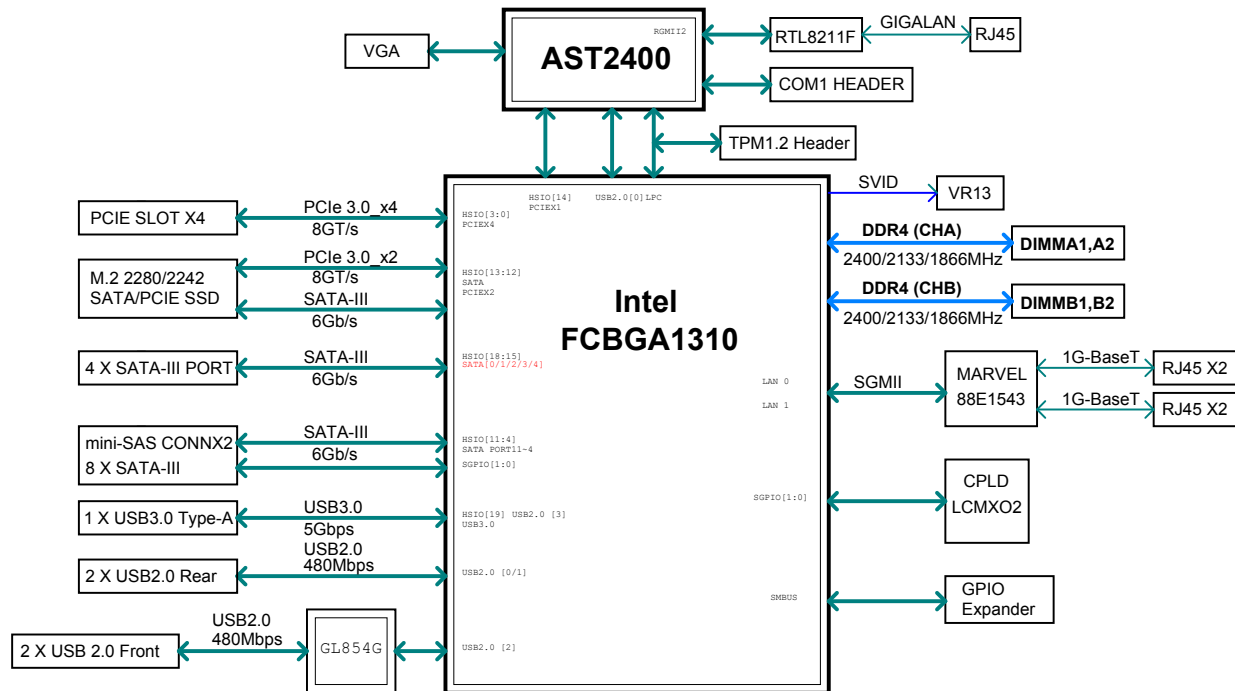 RGMII2
AST2400
VGA
RTL8211F
GIGALAN
RJ45
COM1 HEADER
TPM1.2 Header
HSIO[14]
PCIEX1
USB2.0[0]
LPC
Intel
FCBGA1310
PCIE SLOT X4
PCIe 3.0_x4
8GT/s
HSIO[3:0]
PCIEX4
M.2 2280/2242
SATA/PCIE SSD
PCIe 3.0_x2
8GT/s
SATA-III
6Gb/s
HSIO[13:12]
SATA
PCIEX2
4 X SATA-III PORT
SATA-III
6Gb/s
HSIO[18:15]
SATA[0/1/2/3/4]
mini-SAS CONNX2
8 X SATA-III
SATA-III
6Gb/s
HSIO[11:4]
SATA PORT11~4
SGPIO[1:0]
1 X USB3.0 Type-A
USB3.0
5Gbps
HSIO[19] USB2.0 [3]
USB3.0
2 X USB2.0 Rear
USB2.0
480Mbps
USB2.0 [0/1]
2 X USB 2.0 Front
USB2.0
480Mbps
GL854G
USB2.0 [2]
SVID
VR13
DDR4 (CHA)
2400/2133/1866MHz
DIMMA1,A2
DDR4 (CHB)
2400/2133/1866MHz
DIMMB1,B2
LAN 0
LAN 1
SGMII
MARVEL
88E1543
1G-BaseT
RJ45 X2
1G-BaseT
RJ45 X2
SGPIO[1:0]
CPLD
LCMXO2
SMBUS
GPIO
Expander